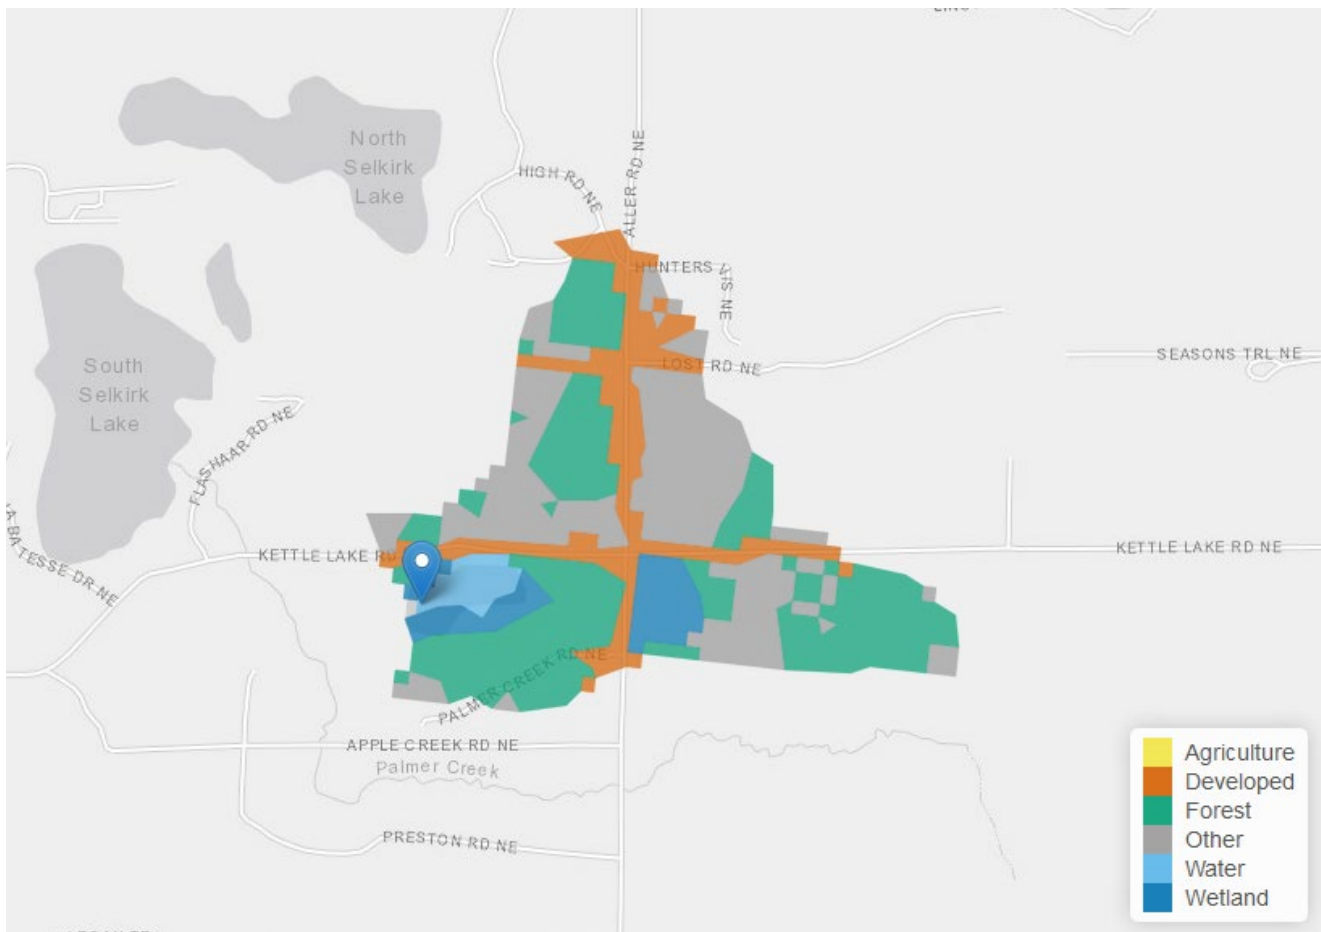 North
Selkirk
Lake
HIGH RD NE
ALLER RD NE
HUNTERS
NE
LOST RD NE
SEASONS TRL NE
South
Selkirk
Lake
FLASHAAR RD NE
BATESSE DR NE
KETTLE LAKE RD
KETTLE LAKE RD NE
PALMER CREEK RD NE
APPLE CREEK RD NE
Palmer Creek
PRESTON RD NE
Agriculture
Developed
Forest
Other
Water
Wetland